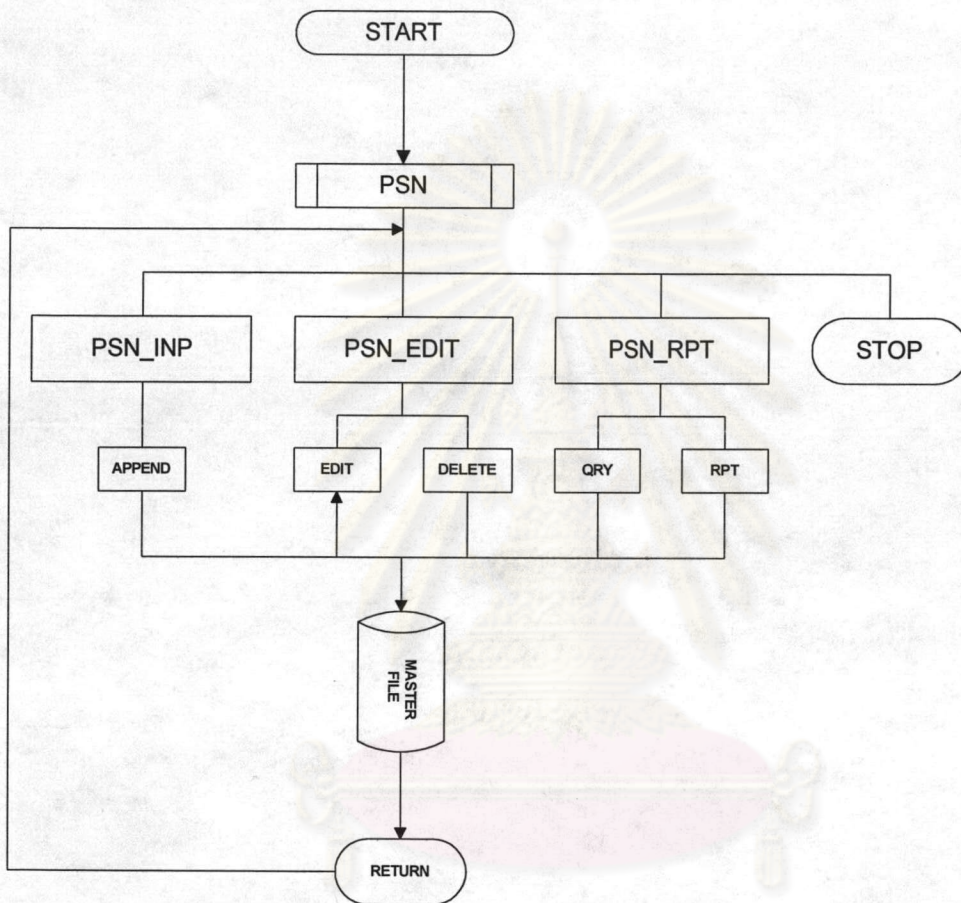 START
PSN
PSN_INP
PSN_EDIT
PSN_RPT
STOP
APPEND
EDIT
DELETE
QRY
RPT
MASTER
FILE
RETURN